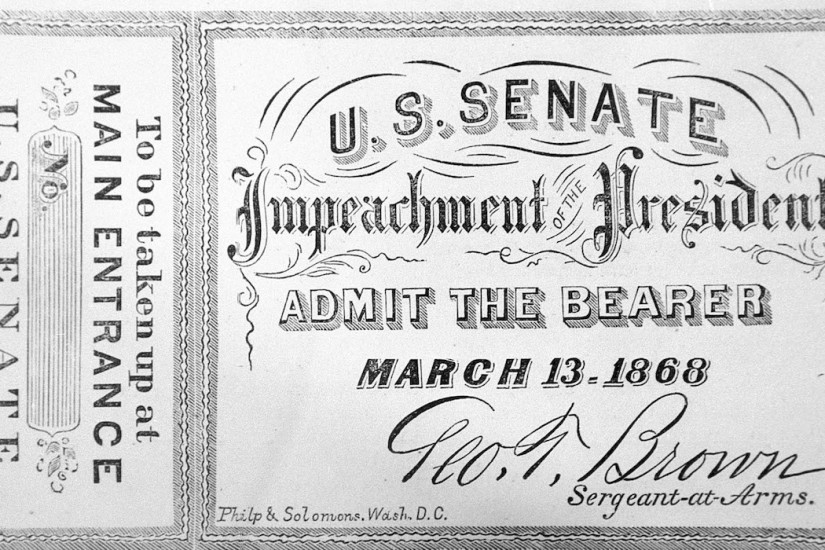 To be taken up at
MAIN ENTRANCE
No.
U.S. SENATE
U.S. SENATE
Impeachment OF THE President
ADMIT THE BEARER
MARCH 13-1868
Geo. T. Brown
Sergeant-at-Arms.
Philp & Solomons. Wash. D.C.